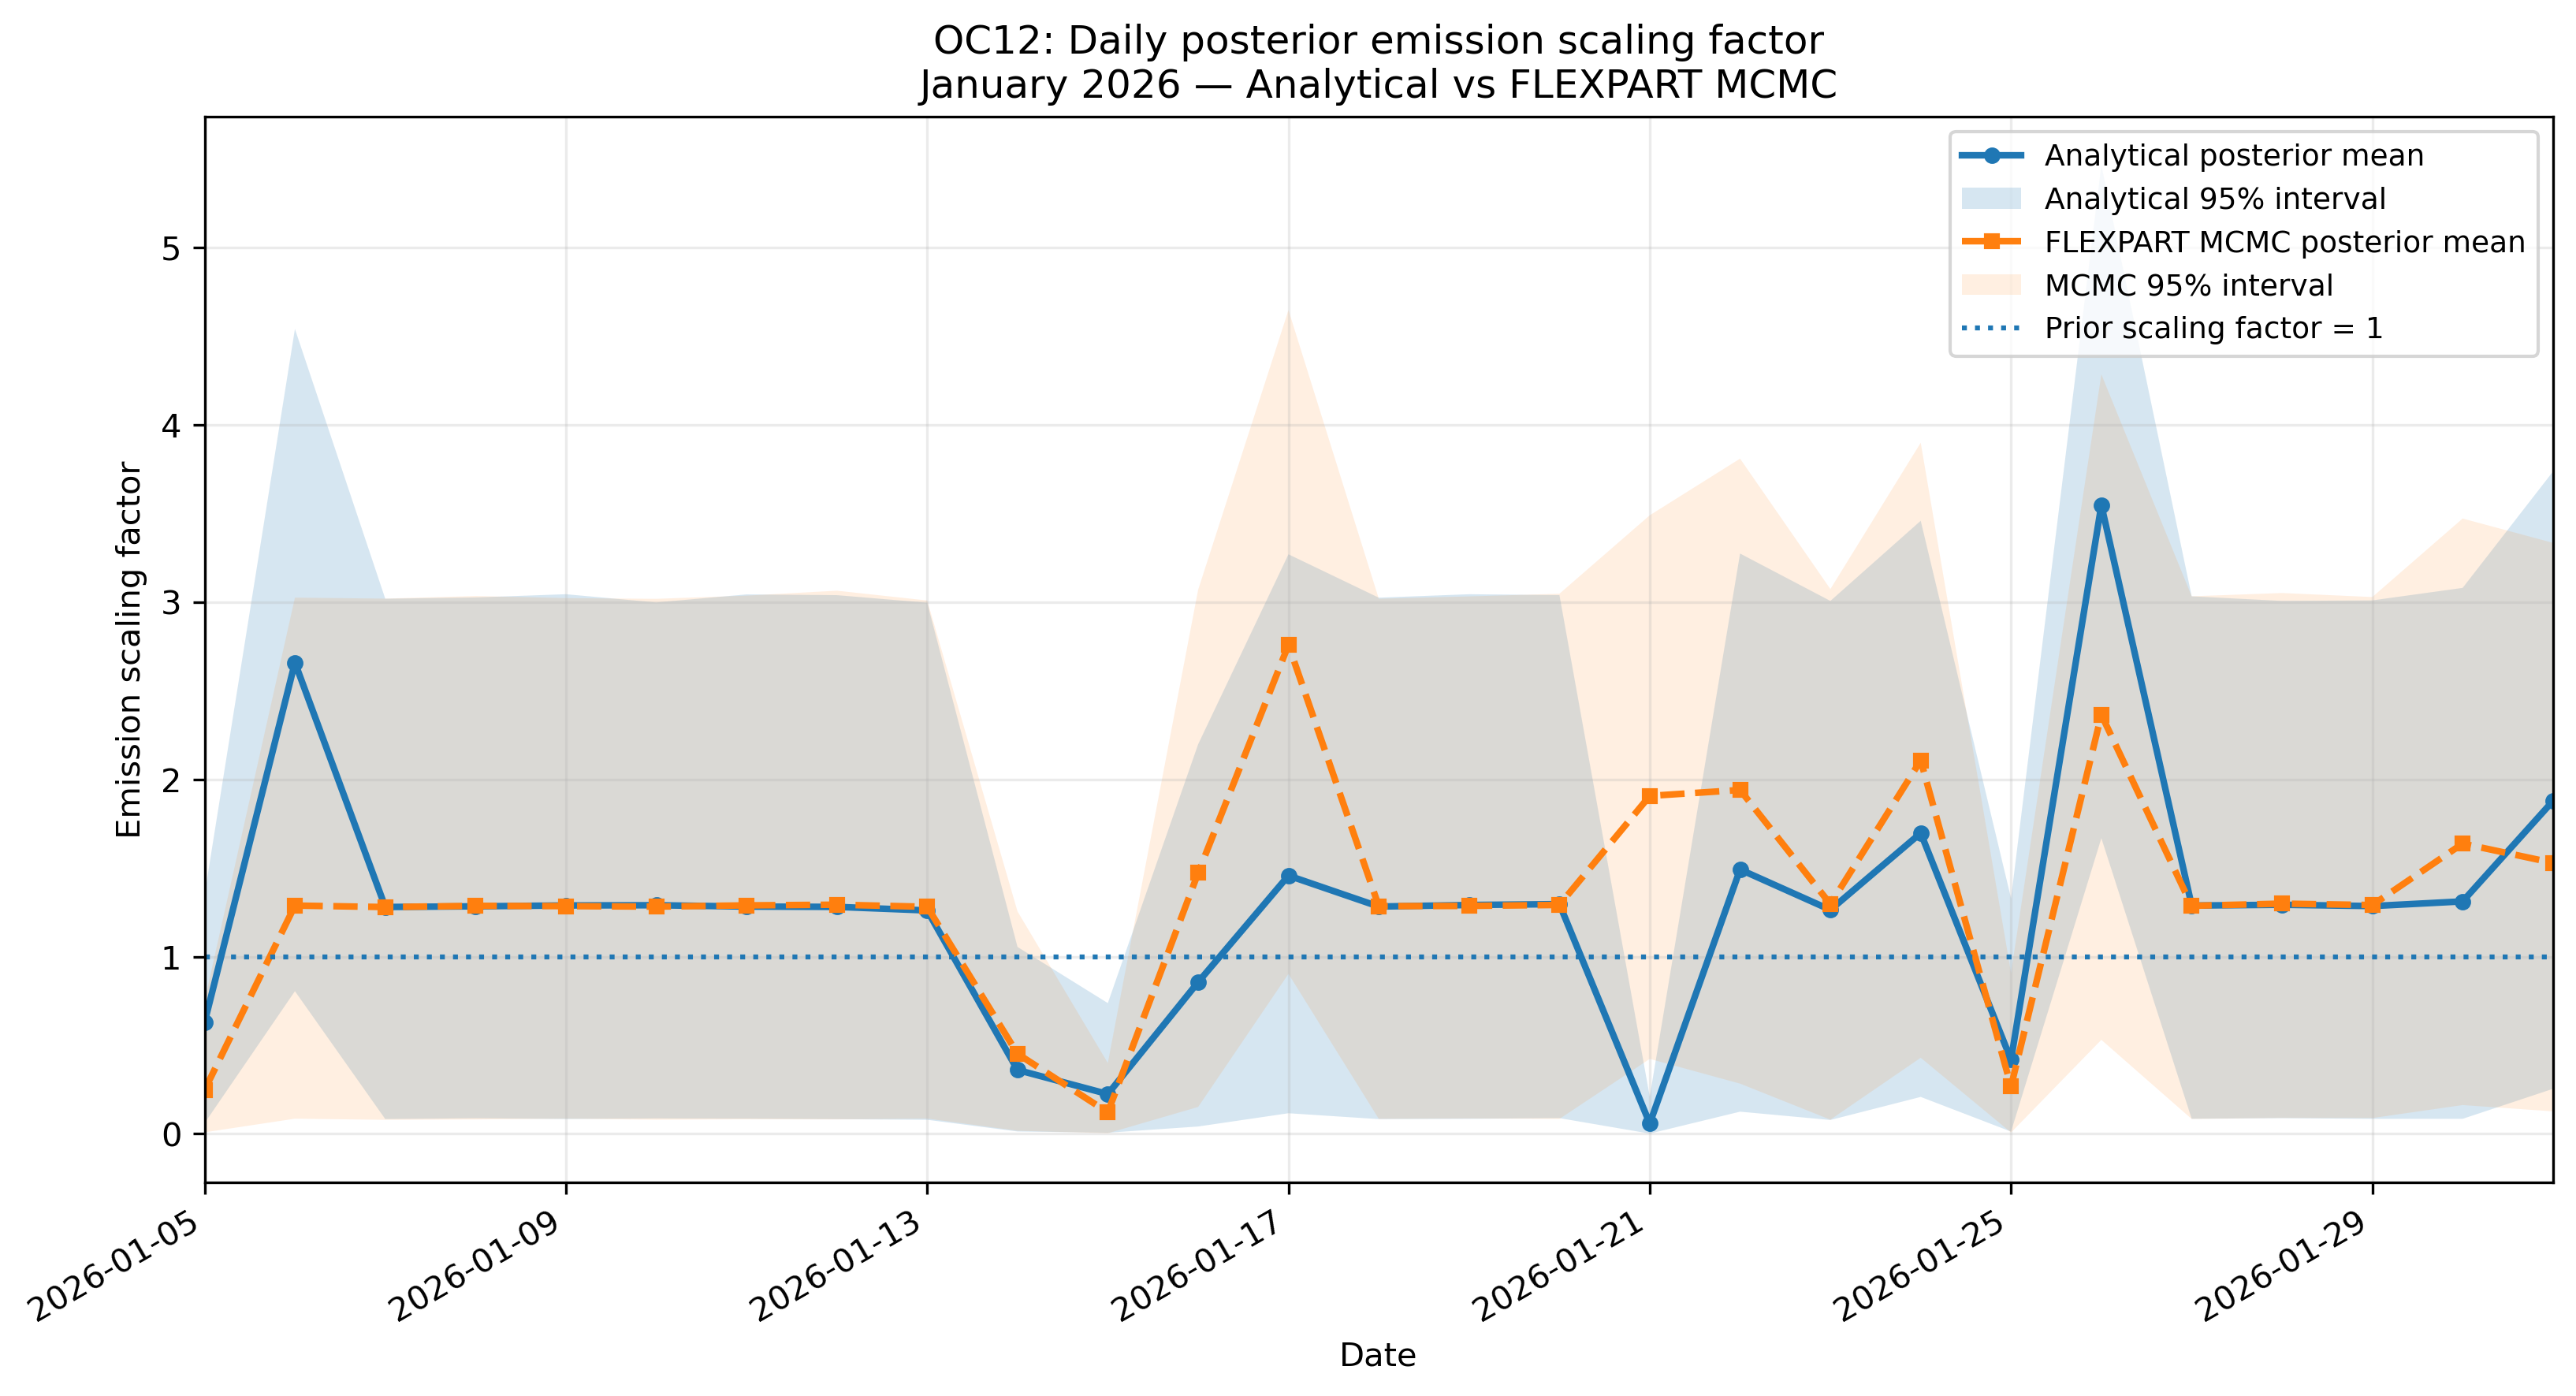 OC12: Daily posterior emission scaling factor
January 2026 — Analytical vs FLEXPART MCMC
Analytical posterior mean
Analytical 95% interval
FLEXPART MCMC posterior mean
MCMC 95% interval
Prior scaling factor = 1
Emission scaling factor
5
4
3
2
1
0
2026-01-05
2026-01-09
2026-01-13
2026-01-17
2026-01-21
2026-01-25
2026-01-29
Date